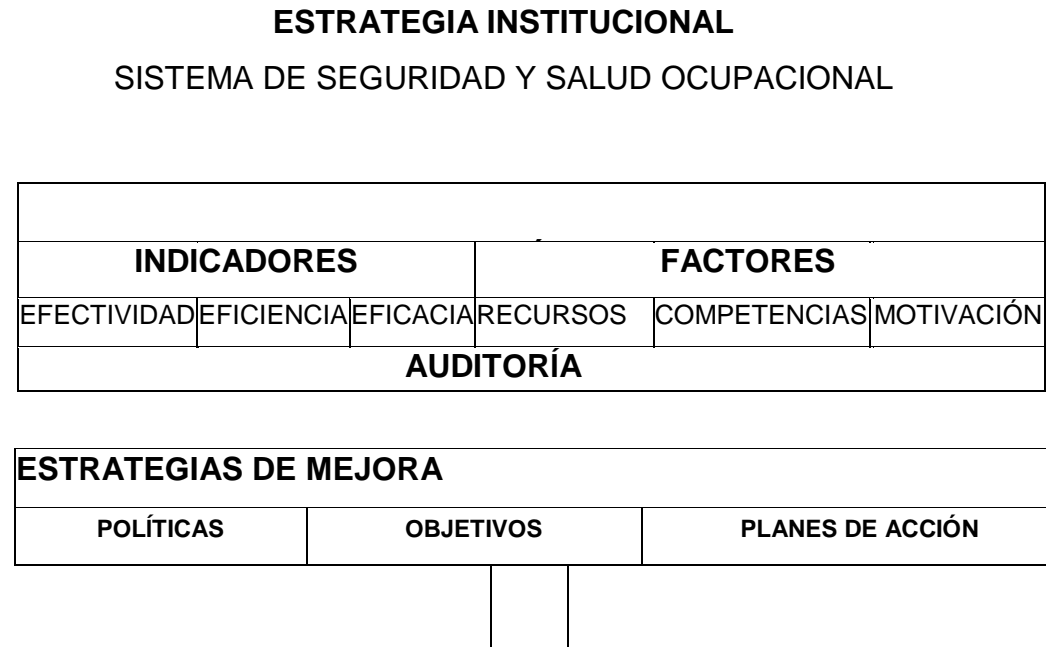 ESTRATEGIA INSTITUCIONAL
SISTEMA DE SEGURIDAD Y SALUD OCUPACIONAL
INDICADORES FACTORES
EFECTIVIDAD EFICIENCIA EFICACIA RECURSOS COMPETENCIAS MOTIVACIÓN
AUDITORÍA
ESTRATEGIAS DE MEJORA
POLÍTICAS OBJETIVOS PLANES DE ACCIÓN